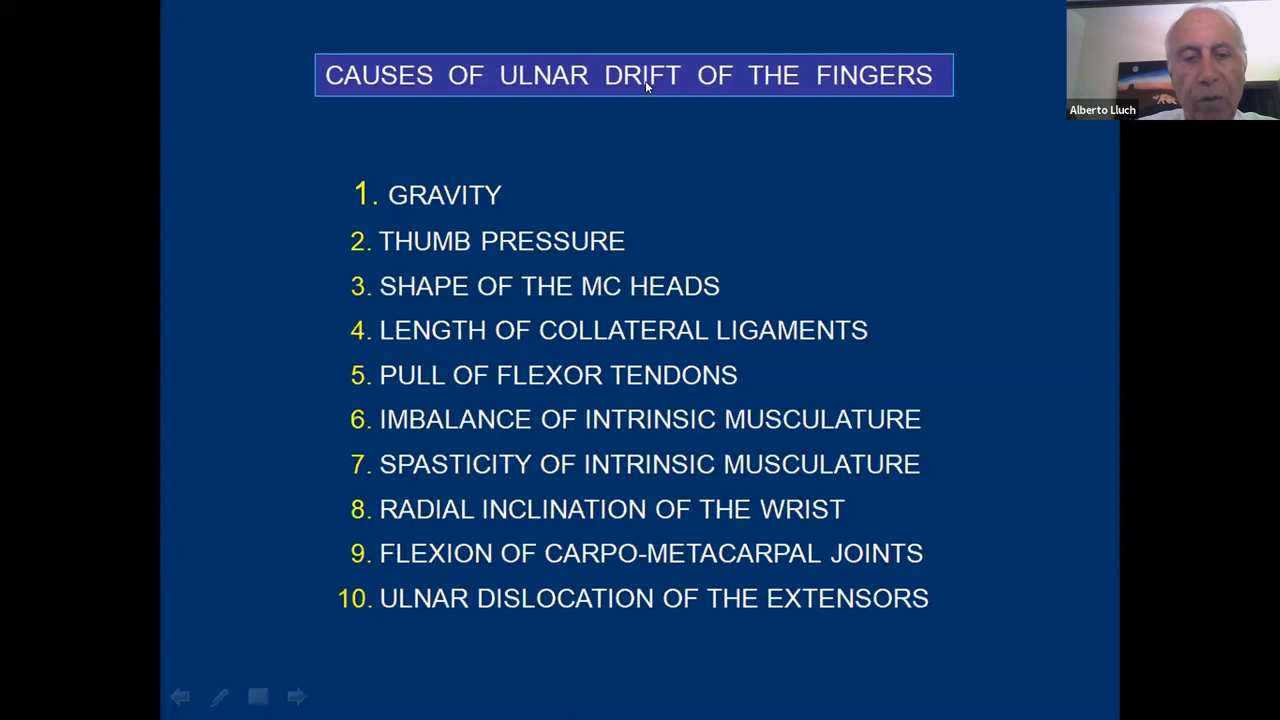 CAUSES OF ULNAR DRIFT OF THE FINGERS
Alberto Lluch
1. GRAVITY
2. THUMB PRESSURE
3. SHAPE OF THE MC HEADS
4. LENGTH OF COLLATERAL LIGAMENTS
5. PULL OF FLEXOR TENDONS
6. IMBALANCE OF INTRINSIC MUSCULATURE
7. SPASTICITY OF INTRINSIC MUSCULATURE
8. RADIAL INCLINATION OF THE WRIST
9. FLEXION OF CARPO-METACARPAL JOINTS
10. ULNAR DISLOCATION OF THE EXTENSORS